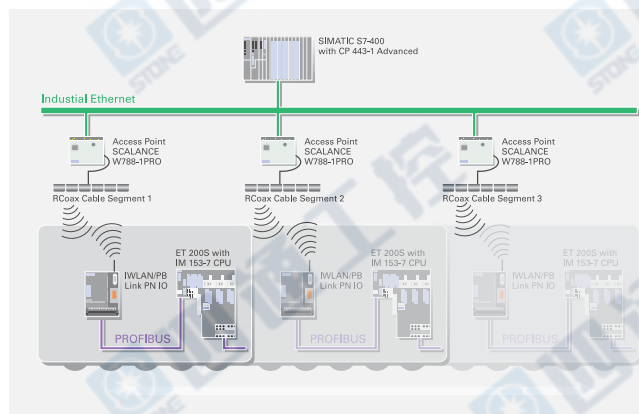 SIMATIC S7-400
with CP 443-1 Advanced
Industial Ethernet
Access Point
SCALANCE
W788-1PRO
Access Point
SCALANCE
W788-1PRO
Access Point
SCALANCE
W788-1PRO
RCoax Cable Segment 1
RCoax Cable Segment 2
RCoax Cable Segment 3
IWLAN/PB
Link PN IO
ET 200S with
IM 153-7 CPU
PROFIBUS
IWLAN/PB
Link PN IO
ET 200S with
IM 153-7 CPU
PROFIBUS
IWLAN/PB
Link PN IO
ET 200S with
IM 153-7 CPU
PROFIBUS
STONE
STONE